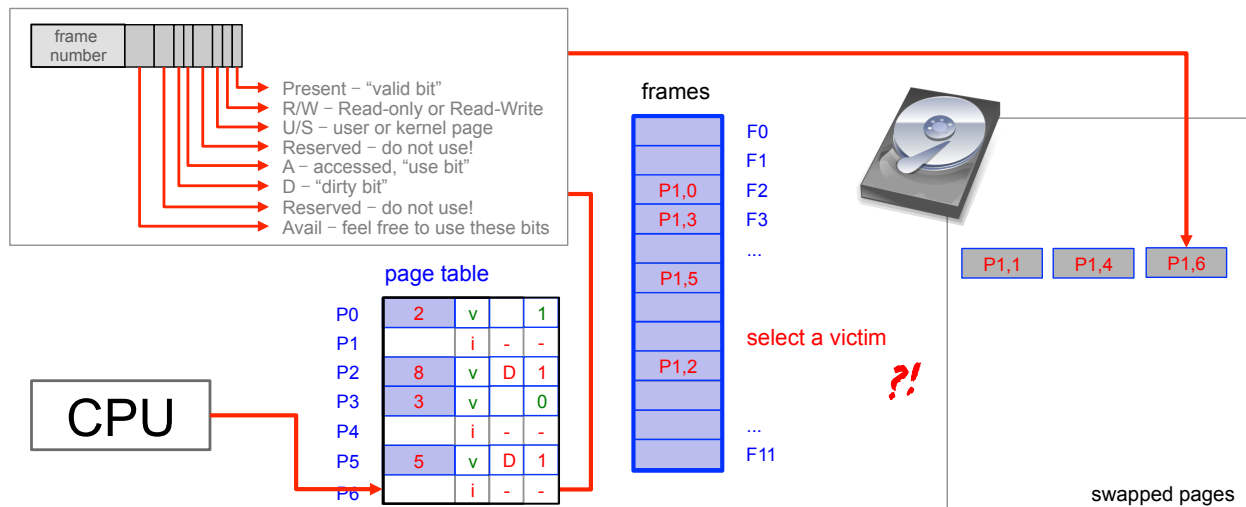 frame
number
Present – “valid bit”
R/W – Read-only or Read-Write
U/S – user or kernel page
Reserved – do not use!
A – accessed, “use bit”
D – “dirty bit”
Reserved – do not use!
Avail – feel free to use these bits
page table
P0 2 v 1
P1 i - -
P2 8 v D 1
P3 3 v 0
P4 i - -
P5 5 v D 1
P6 i - -
CPU
frames
F0
F1
P1,0 F2
P1,3 F3
...
P1,5
select a victim
P1,2
?!
...
F11
P1,1 P1,4 P1,6
swapped pages